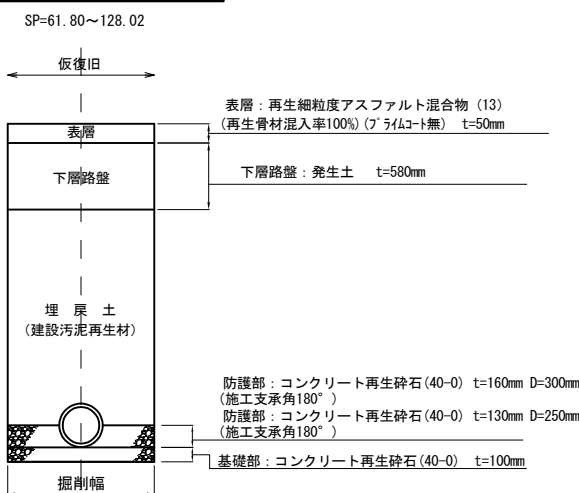 SP=61.80～128.02
仮復旧
表層：再生細粒度アスファルト混合物（13）
(再生骨材混入率100%)(ﾌﾟﾗｲﾑｺｰﾄ無) t=50mm
表層
下層路盤：発生土 t=580mm
下層路盤
埋 戻 土
(建設汚泥再生材)
防護部：コンクリート再生砕石(40-0) t=160mm D=300mm
(施工支承角180°)
防護部：コンクリート再生砕石(40-0) t=130mm D=250mm
(施工支承角180°)
基礎部：コンクリート再生砕石(40-0) t=100mm
掘削幅